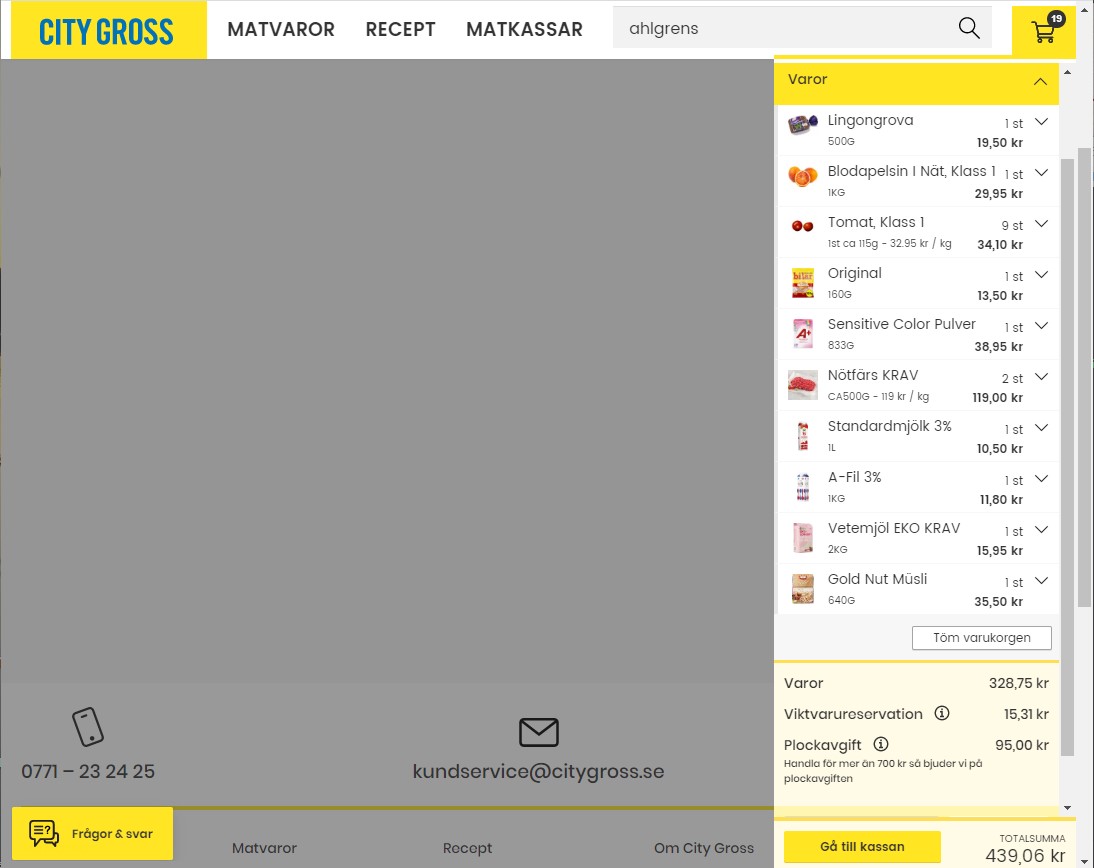 CITY GROSS
MATVAROR
RECEPT
MATKASSAR
ahlgrens
19
Varor
Lingongrova
1 st
500G
19,50 kr
Blodapelsin I Nät, Klass 1
1 st
1KG
29,95 kr
Tomat, Klass 1
9 st
1st ca 115g - 32.95 kr / kg
34,10 kr
Original
1 st
160G
13,50 kr
Sensitive Color Pulver
1 st
833G
38,95 kr
Nötfärs KRAV
2 st
CA500G - 119 kr / kg
119,00 kr
Standardmjölk 3%
1 st
1L
10,50 kr
A-Fil 3%
1 st
1KG
11,80 kr
Vetemjöl EKO KRAV
1 st
2KG
15,95 kr
Gold Nut Müsli
1 st
640G
35,50 kr
Töm varukorgen
Varor
328,75 kr
Viktvarureservation
15,31 kr
Plockavgift
95,00 kr
Handla för mer än 700 kr så bjuder vi på
plockavgiften
0771 – 23 24 25
kundservice@citygross.se
Frågor & svar
Matvaror
Recept
Om City Gross
Gå till kassan
TOTALSUMMA
439,06 kr